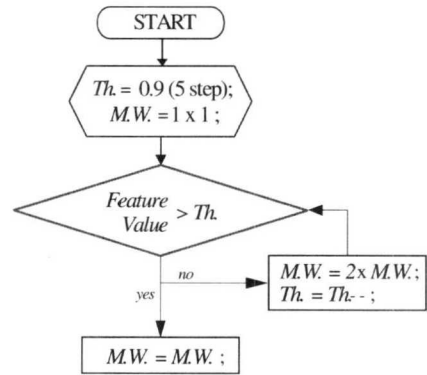 START
Th. = 0.9 (5 step);
M.W. = 1 x 1 ;
Feature
Value > Th.
no
yes
M.W. = 2x M.W.;
Th. = Th-- ;
M.W. = M.W. ;